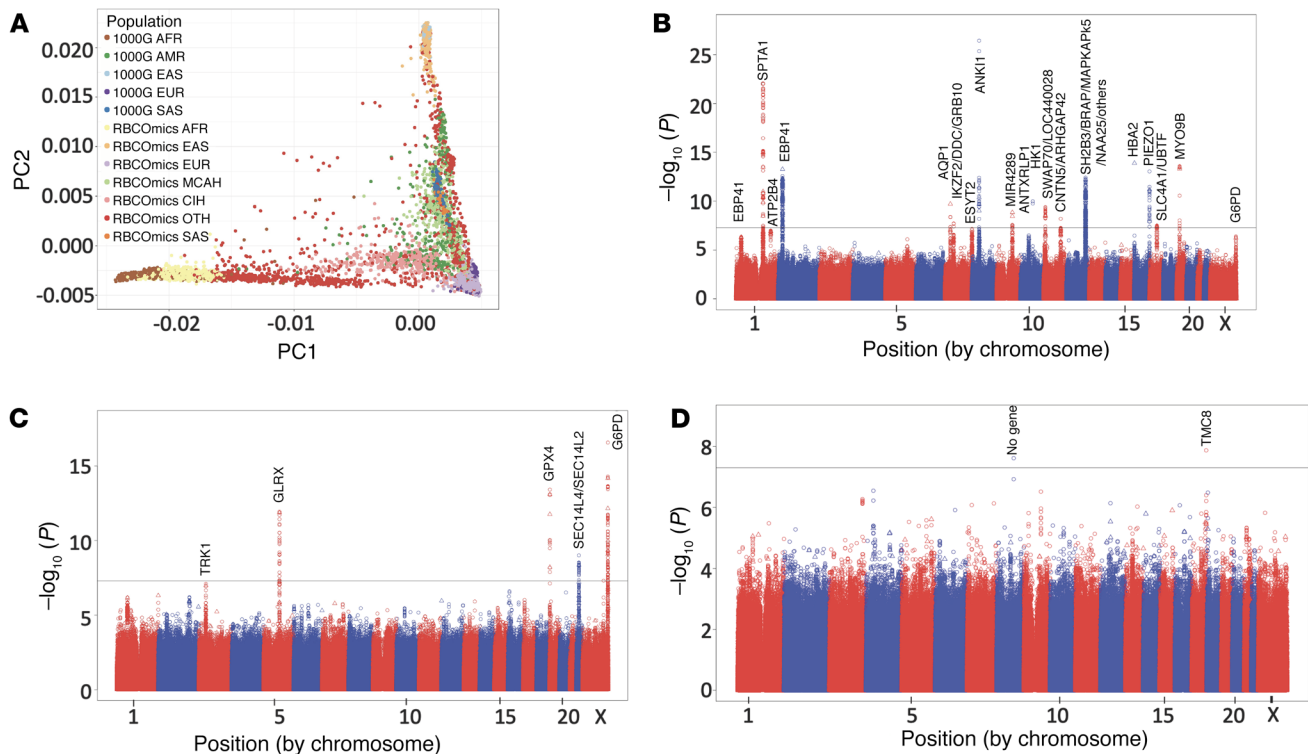 A
Population
1000G AFR
1000G AMR
1000G EAS
1000G EUR
1000G SAS
RBCOmics AFR
RBCOmics EAS
RBCOmics EUR
RBCOmics MCAH
RBCOmics CIH
RBCOmics OTH
RBCOmics SAS
PC2
0.020
0.015
0.010
0.005
0.000
-0.005
-0.02
-0.01
0.00
PC1
B
−log10 (P)
25
20
15
10
5
0
EBP41
SPTA1
ATP2B4
EBP41
AQP1
IKZF2/DDC/GRB10
ESYT2
ANKI1
MIR4289
ANTXRLP1
HK1
SWAP70/LOC440028
CNTN5/ARHGAP42
SH2B3/BRAP/MAPKAPk5
/NAA25/others
HBA2
PIEZO1
SLC4A1/UBTF
MYO9B
G6PD
1
5
10
15
20
X
Position (by chromosome)
C
−log10 (P)
15
10
5
0
TRK1
GLRX
GPX4
SEC14L4/SEC14L2
G6PD
1
5
10
15
20
X
Position (by chromosome)
D
−log10 (P)
8
6
4
2
0
No gene
TMC8
1
5
10
15
20
X
Position (by chromosome)